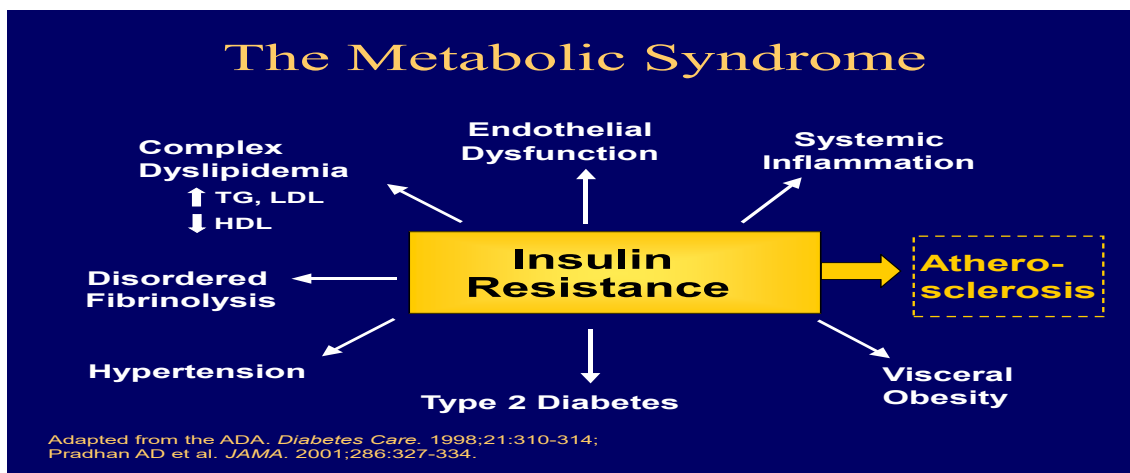 The Metabolic Syndrome
Complex
Dyslipidemia
TG, LDL
HDL
Endothelial
Dysfunction
Systemic
Inflammation
Disordered
Fibrinolysis
Insulin
Resistance
Athero-
sclerosis
Hypertension
Type 2 Diabetes
Visceral
Obesity
Adapted from the ADA. Diabetes Care. 1998;21:310-314;
Pradhan AD et al. JAMA. 2001;286:327-334.